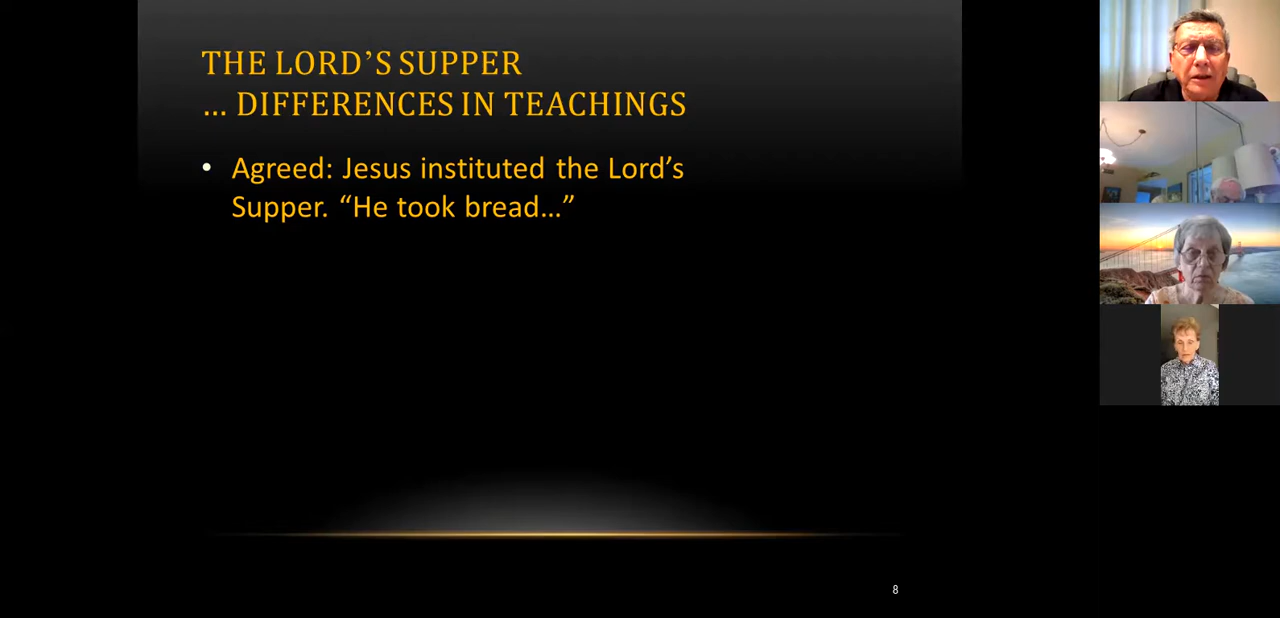 THE LORD’S SUPPER
… DIFFERENCES IN TEACHINGS
• Agreed: Jesus instituted the Lord’s
Supper. “He took bread…”
8